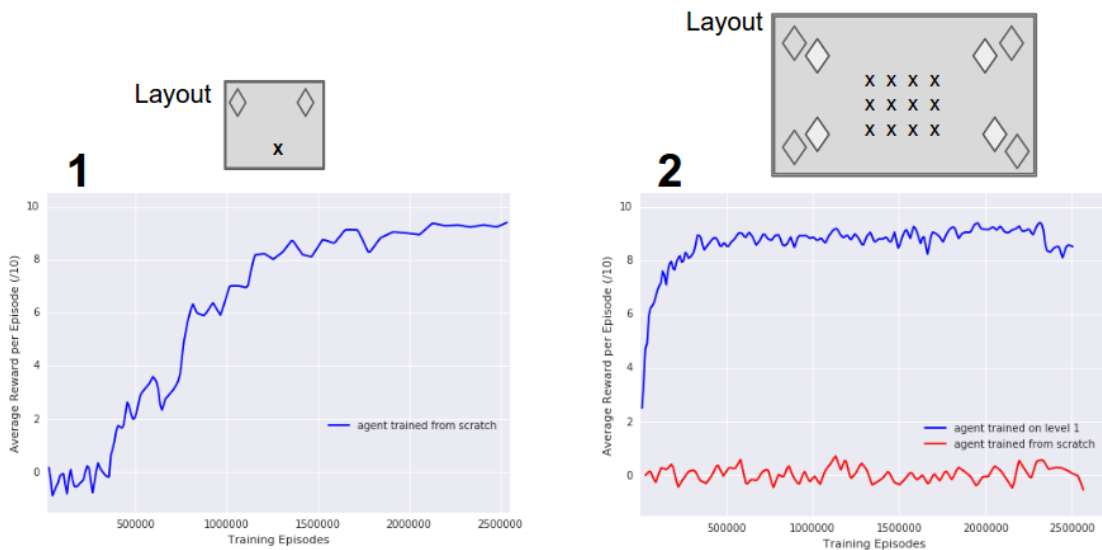 Layout
x
1
10
8
6
4
2
0
Average Reward per Episode (/10)
agent trained from scratch
500000 1000000 1500000 2000000 2500000
Training Episodes
Layout
x x x x
x x x x
x x x x
2
10
8
6
4
2
0
Average Reward per Episode (/10)
agent trained on level 1
agent trained from scratch
500000 1000000 1500000 2000000 2500000
Training Episodes